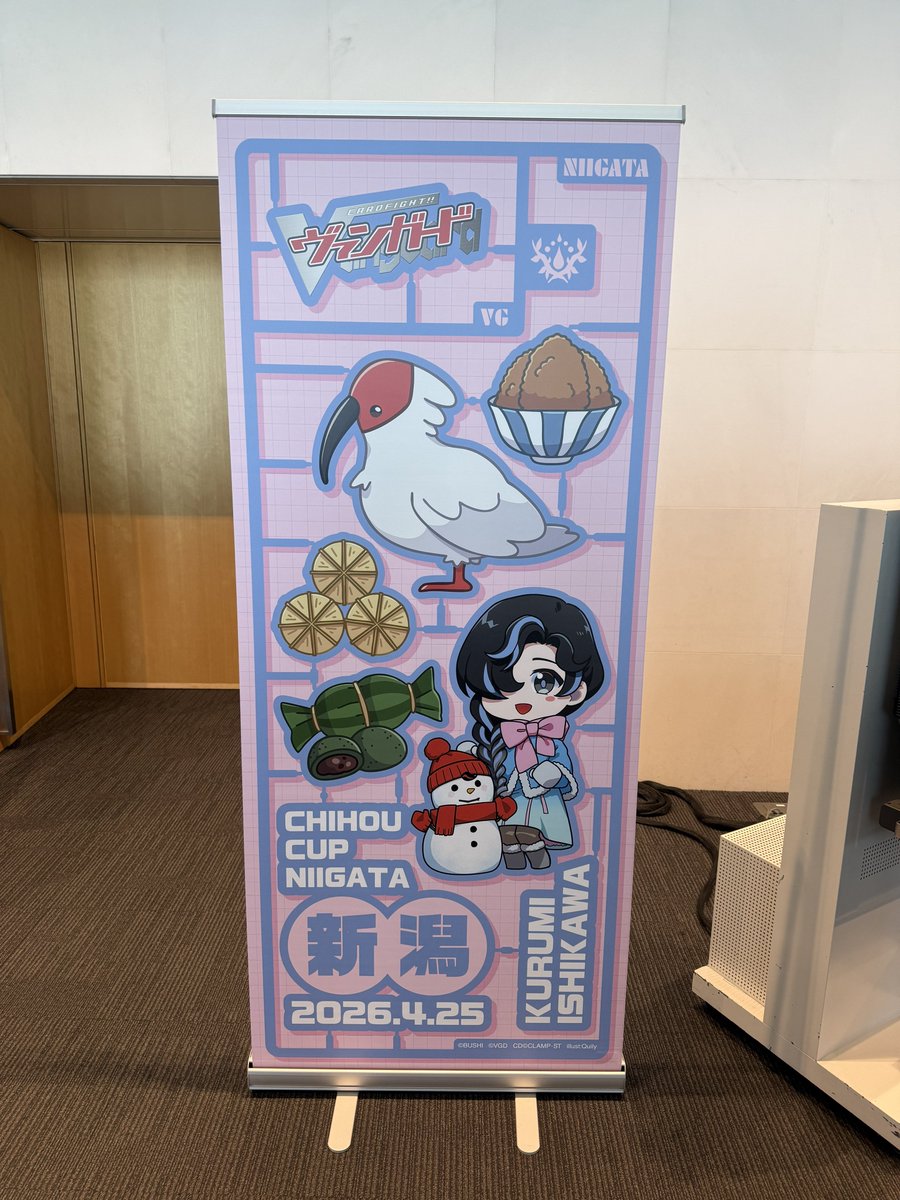 NIIGATA
CARDFIGHT!!
ヴァンガード
Vanguard
VG
CHIHOU
CUP
NIIGATA
新潟
2026.4.25
KURUMI
ISHIKAWA
©BUSHI ©VGD CD©CLAMP·ST illust:Quily